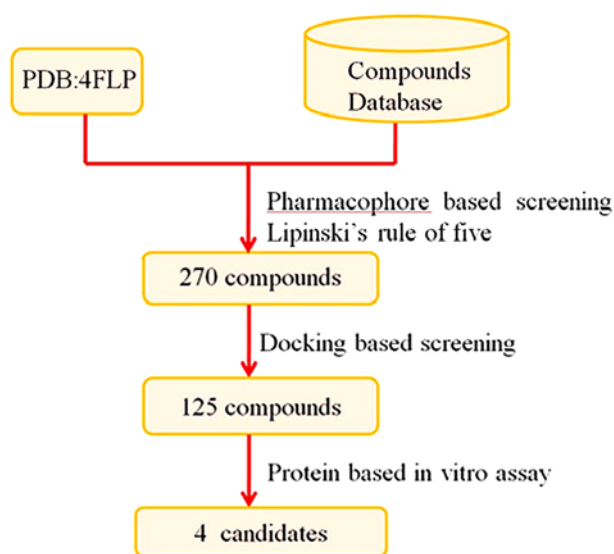 PDB:4FLP
Compounds
Database
Pharmacophore based screening
Lipinski's rule of five
270 compounds
Docking based screening
125 compounds
Protein based in vitro assay
4 candidates